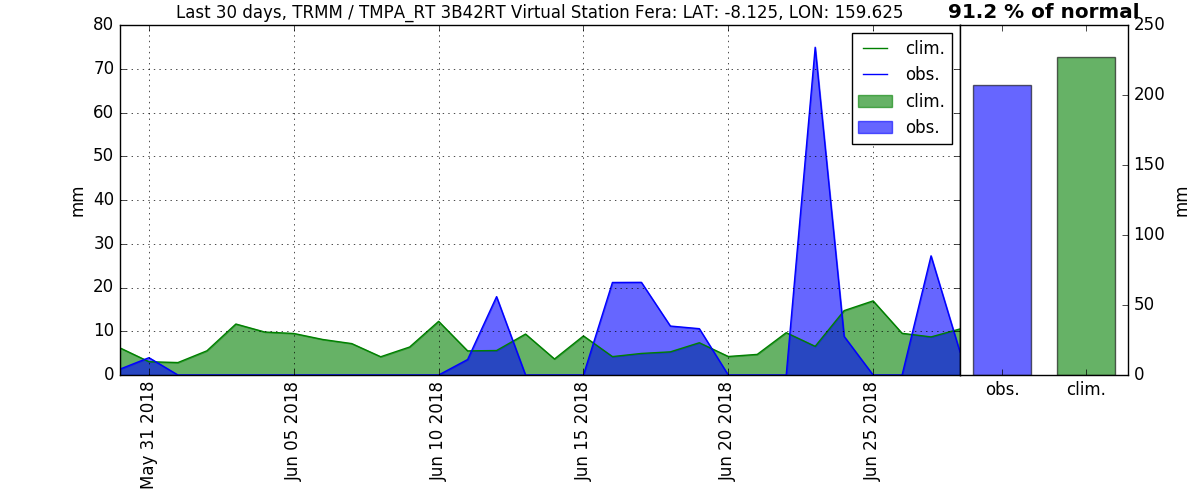 Last 30 days, TRMM / TMPA_RT 3B42RT Virtual Station Fera: LAT: -8.125, LON: 159.625
91.2 % of normal
80
70
60
50
40
30
20
10
0
mm
clim.
obs.
clim.
obs.
May 31 2018
Jun 05 2018
Jun 10 2018
Jun 15 2018
Jun 20 2018
Jun 25 2018
250
200
150
100
50
0
mm
obs.
clim.